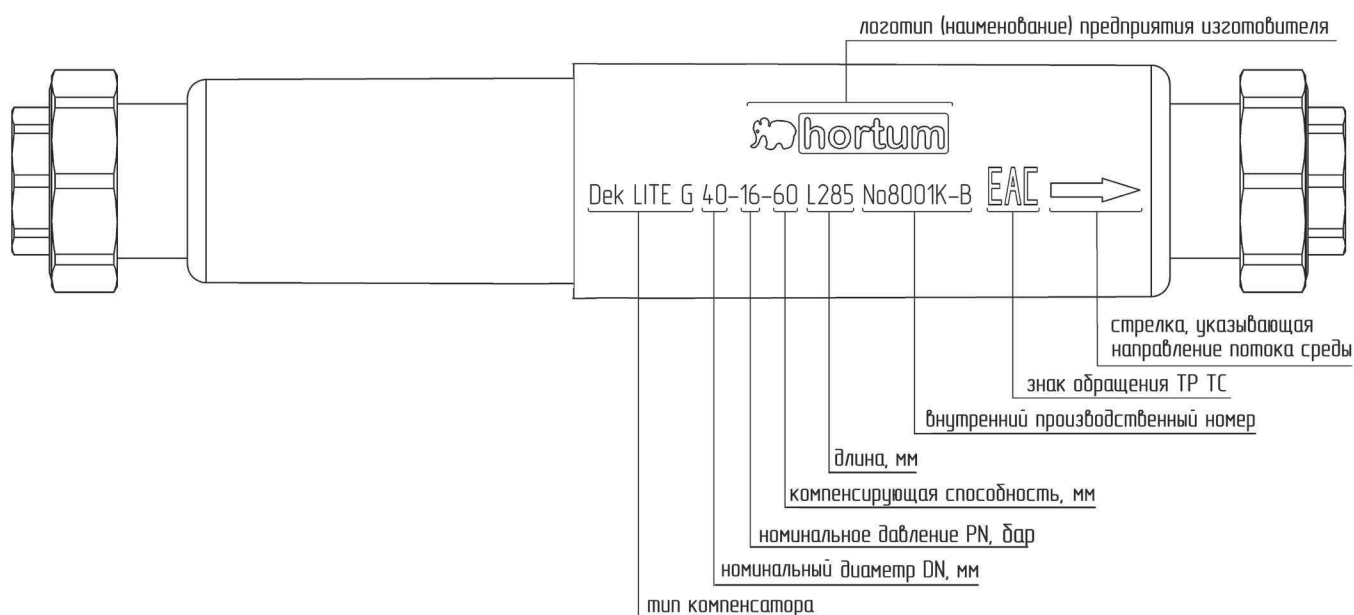 логотип (наименование) предприятия изготовителя
hortum
Dek LITE G 40-16-60 L285 No8001K-B EAC
стрелка, указывающая
направление потока среды
знак обращения ТР ТС
внутренний производственный номер
длина, мм
компенсирующая способность, мм
номинальное давление PN, бар
номинальный диаметр DN, мм
тип компенсатора